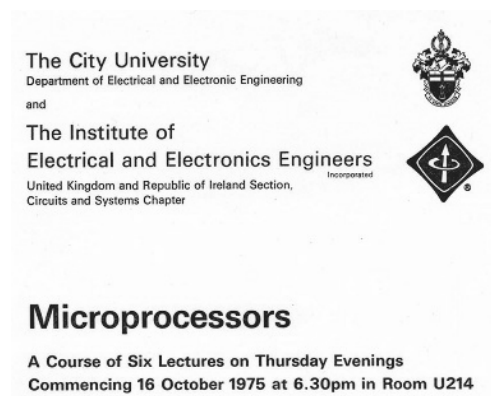 The City University
Department of Electrical and Electronic Engineering
and
The Institute of
Electrical and Electronics Engineers
Incorporated
United Kingdom and Republic of Ireland Section,
Circuits and Systems Chapter
®
Microprocessors
A Course of Six Lectures on Thursday Evenings
Commencing 16 October 1975 at 6.30pm in Room U214